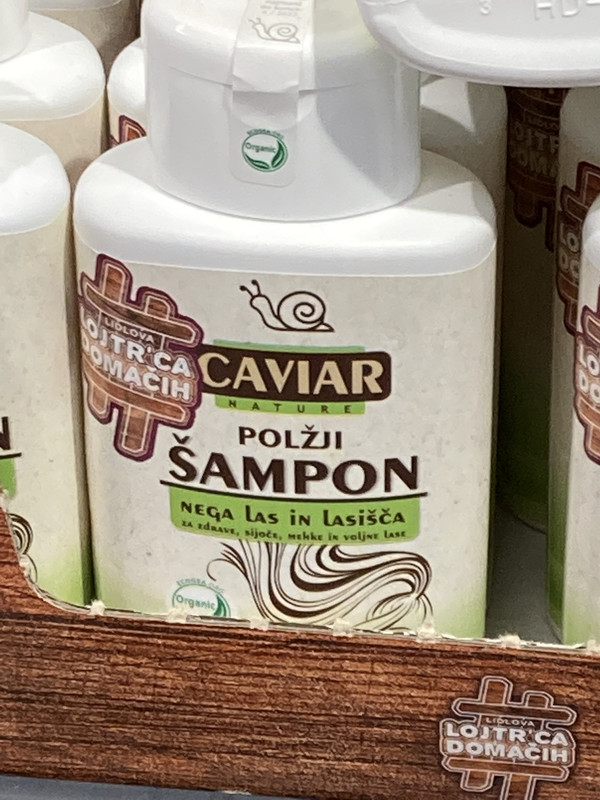 Organic
LIDLOVA
LOJTR'CA
DOMAČIH
CAVIAR
NATURE
POLŽJI
ŠAMPON
NEGA LAS IN LASIŠČA
ZA ZDRAVE, SIJOČE, MEHKE IN VOLJNE LASE
Organic
LIDLOVA
LOJTR'CA
DOMAČIH